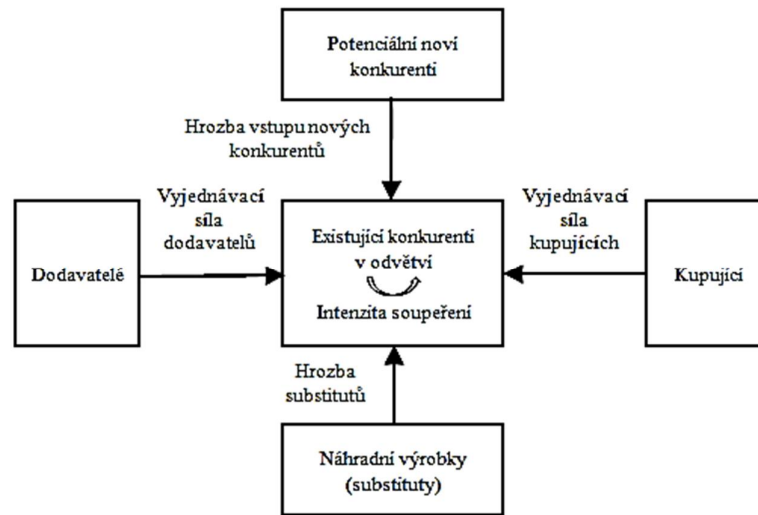 Potenciální noví
konkurenti
Hrozba vstupu nových
konkurentů
Vyjednávací
síla
dodavatelů
Vyjednávací
síla
kupujících
Dodavatelé
Existující konkurenti
v odvětví
Intenzita soupeření
Kupující
Hrozba
substitutů
Náhradní výrobky
(substituty)